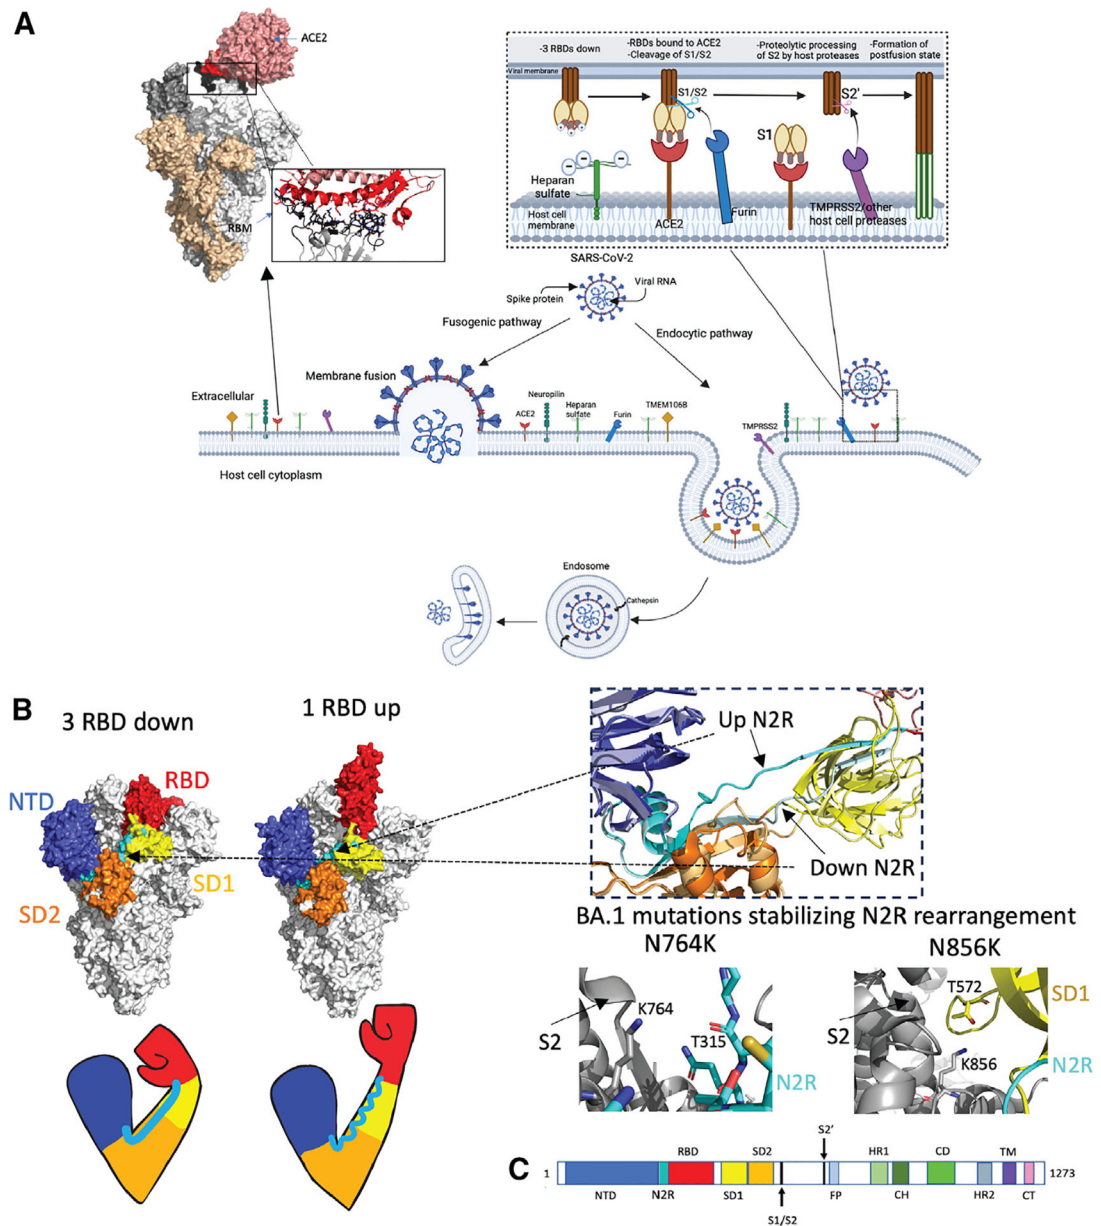 A
ACE2
RBM
-3 RBDs down
-RBDs bound to ACE2
-Cleavage of S1/S2
-Proteolytic processing
of S2 by host proteases
-Formation of
postfusion state
Viral membrane
S1/S2
S2'
S1
Heparan
sulfate
Host cell
membrane
ACE2
Furin
TMPRSS2/other
host cell proteases
SARS-CoV-2
Spike protein
Viral RNA
Fusogenic pathway
Endocytic pathway
Membrane fusion
Extracellular
Host cell cytoplasm
ACE2
Neuropilin
Heparan
sulfate
Furin
TMEM106B
TMPRSS2
Endosome
Cathepsin
B
3 RBD down
1 RBD up
NTD
RBD
SD1
SD2
Up N2R
Down N2R
BA.1 mutations stabilizing N2R rearrangement
N764K
N856K
S2
K764
T315
N2R
S2
T572
K856
SD1
N2R
C
S2'
RBD
SD2
HR1
CD
TM
1
1273
NTD
N2R
SD1
FP
CH
HR2
CT
S1/S2